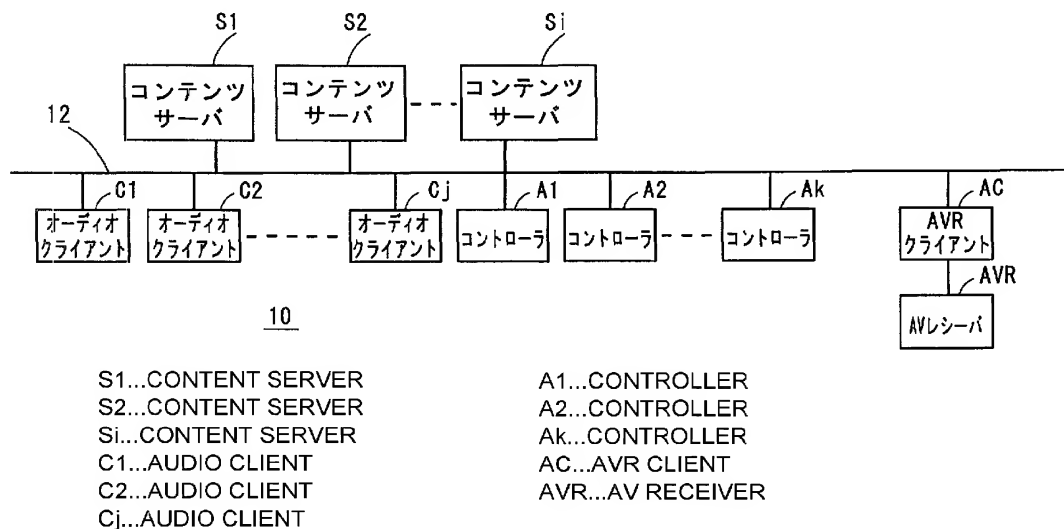 S1
S2
Si
コンテンツ
サーバ
コンテンツ
サーバ
コンテンツ
サーバ
12
C1
C2
Cj
A1
A2
Ak
AC
オーディオ
クライアント
オーディオ
クライアント
オーディオ
クライアント
コントローラ
コントローラ
コントローラ
AVR
クライアント
AVR
AVレシーバ
10
S1...CONTENT SERVER
S2...CONTENT SERVER
Si...CONTENT SERVER
C1...AUDIO CLIENT
C2...AUDIO CLIENT
Cj...AUDIO CLIENT
A1...CONTROLLER
A2...CONTROLLER
Ak...CONTROLLER
AC...AVR CLIENT
AVR...AV RECEIVER